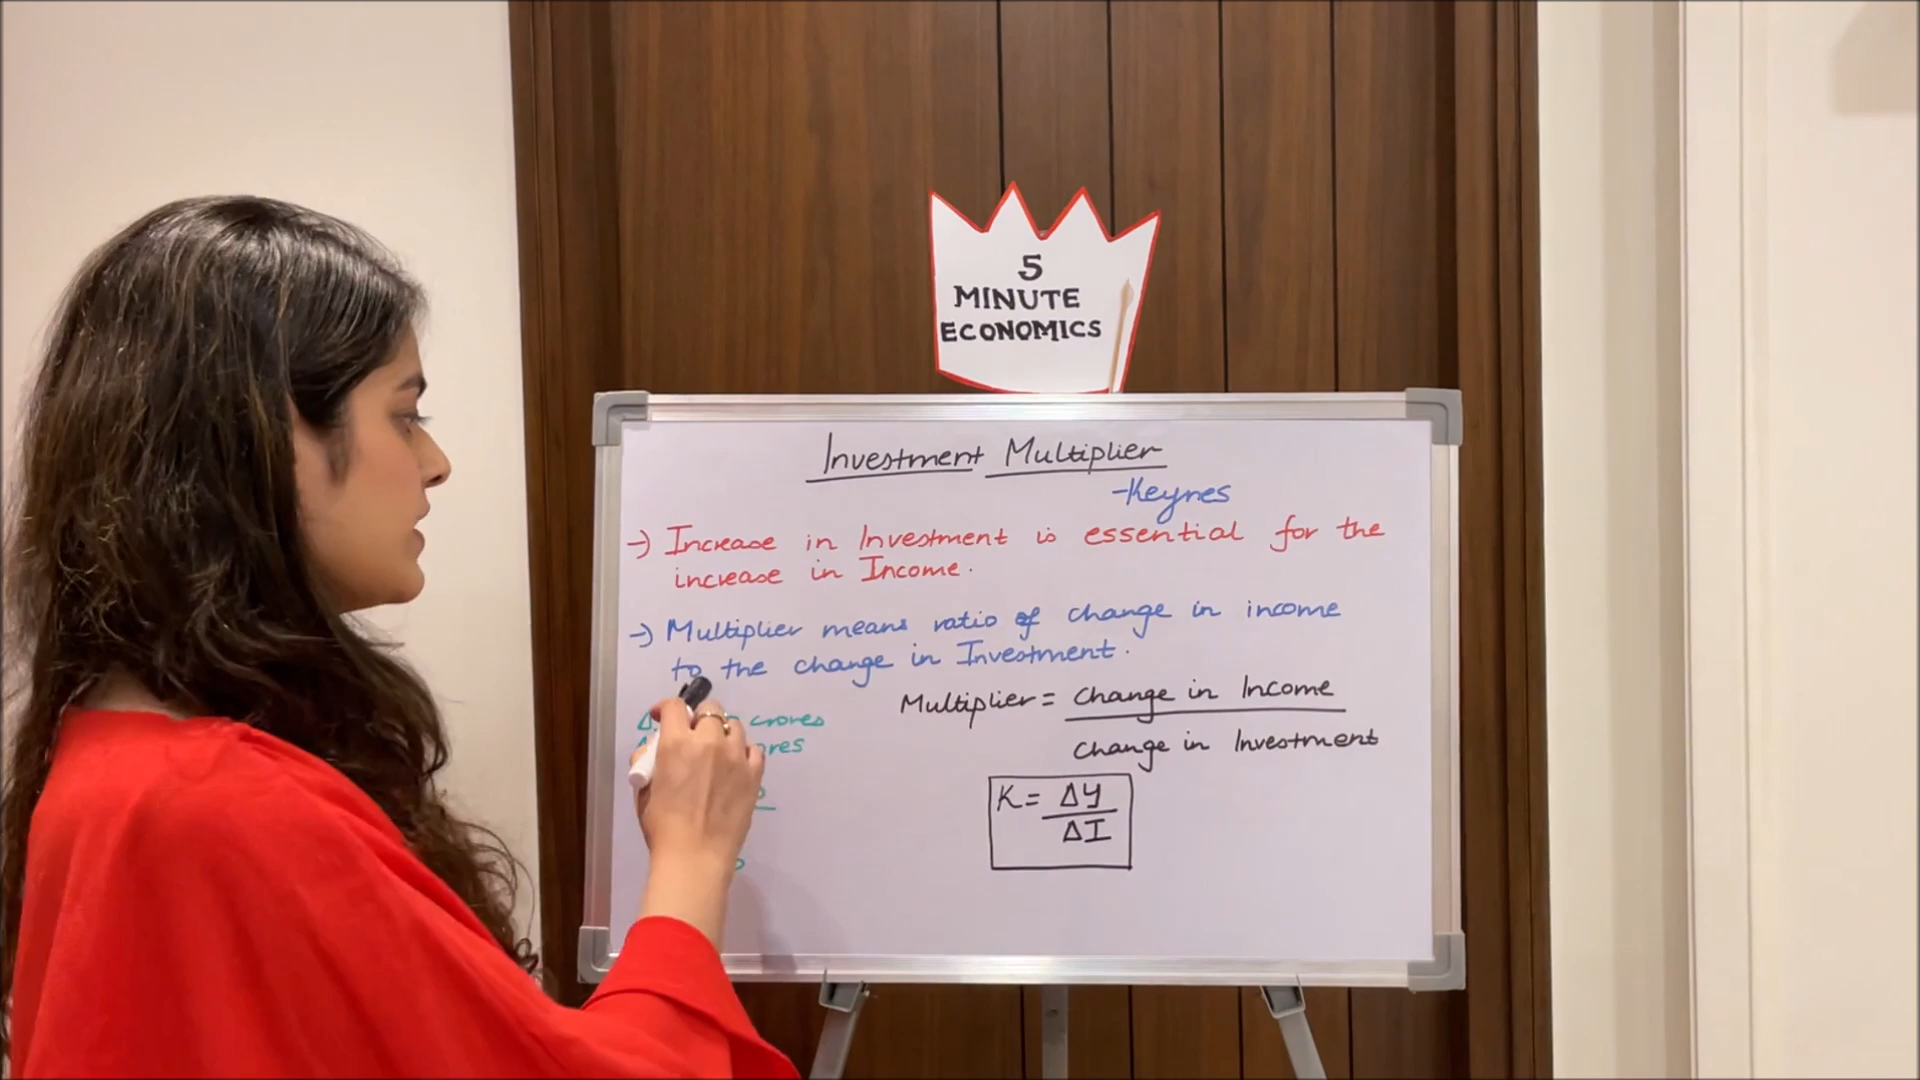 5
MINUTE
ECONOMICS
Investment Multiplier
-Keynes
→ Increase in Investment is essential for the
increase in Income.
→ Multiplier means ratio of change in income
to the change in Investment.
Multiplier = Change in Income
Change in Investment
crores
K = ΔY
ΔI